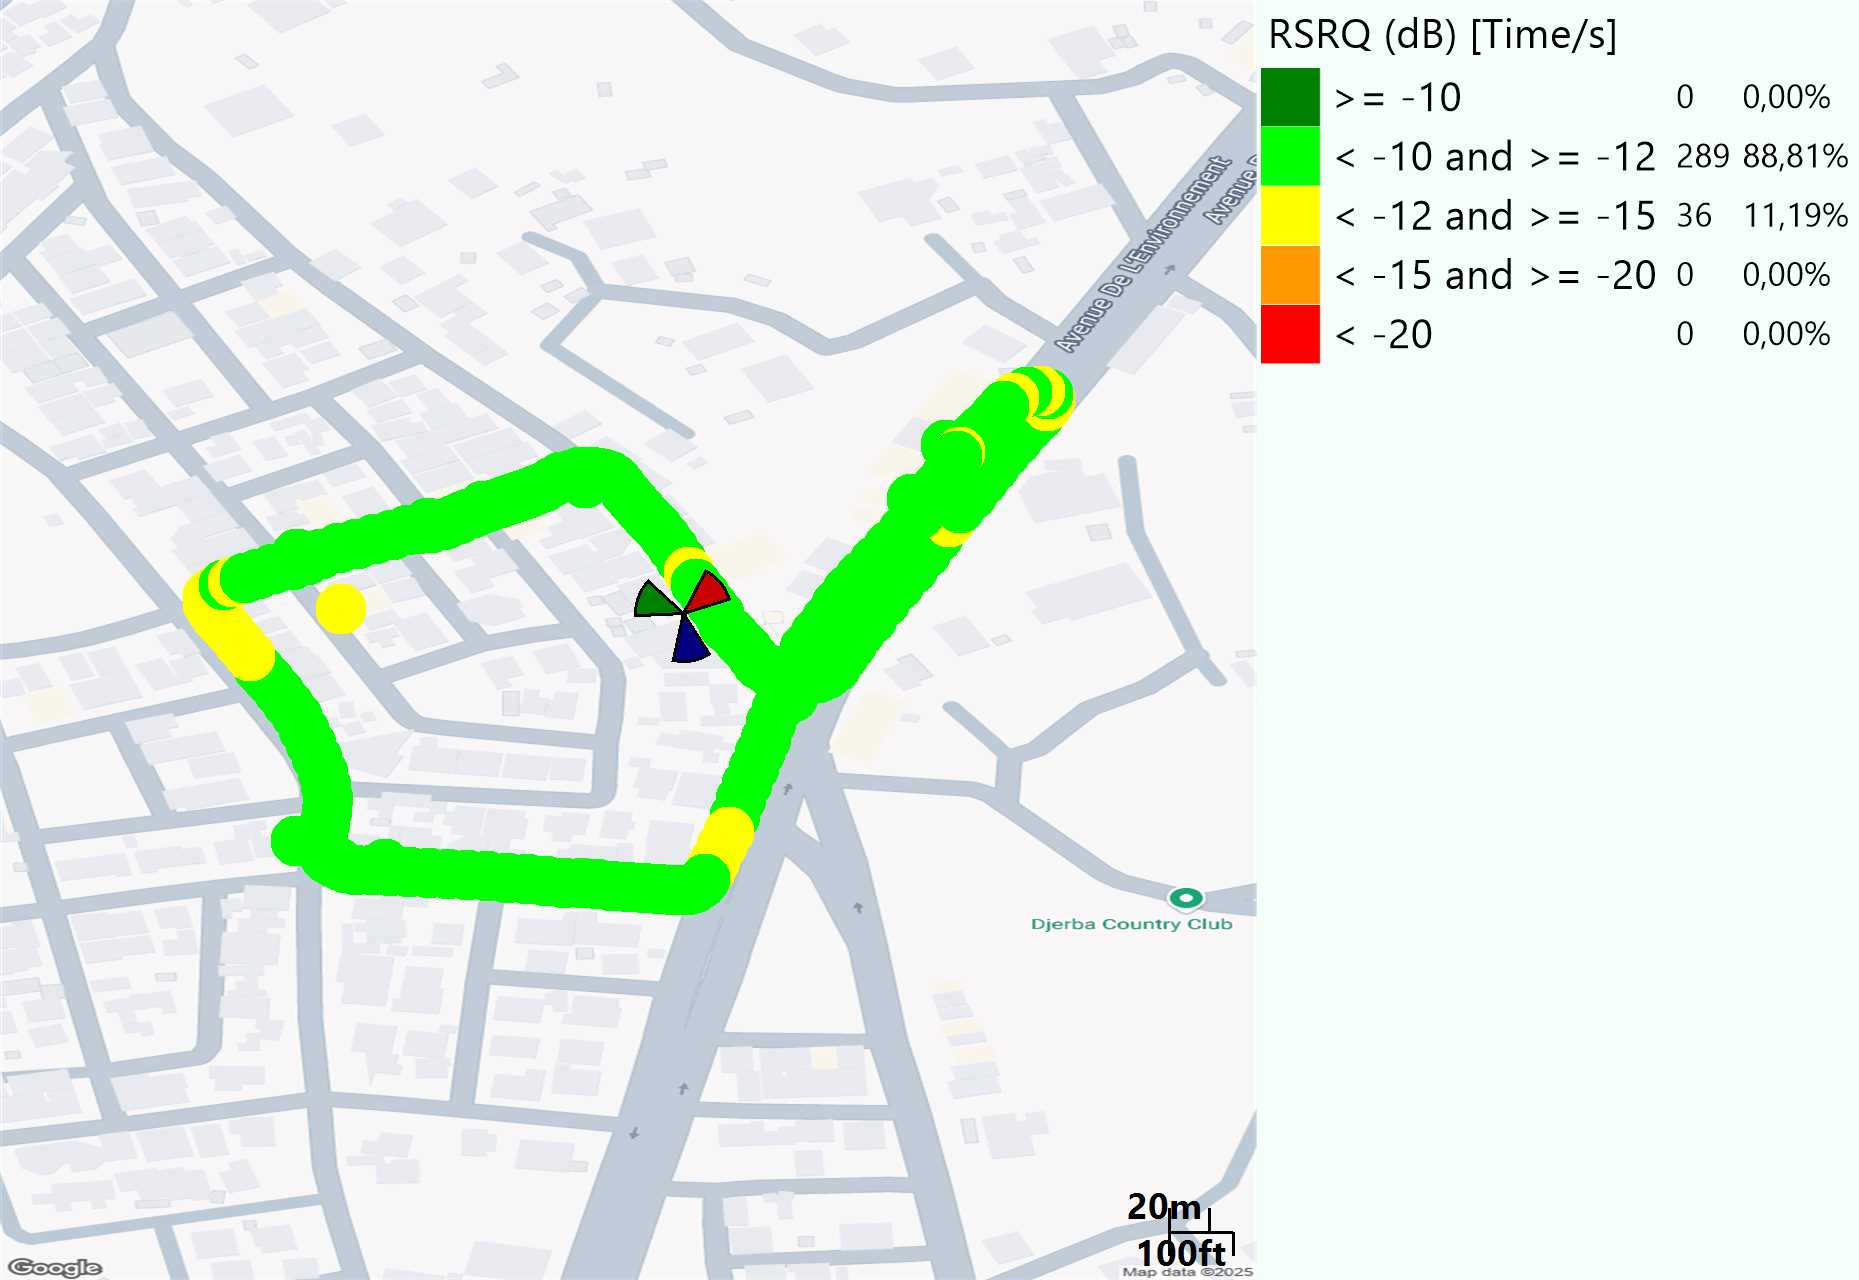 RSRQ (dB) [Time/s]
>= -10 0 0,00%
< -10 and >= -12 289 88,81%
< -12 and >= -15 36 11,19%
< -15 and >= -20 0 0,00%
< -20 0 0,00%
Avenue De L'Environnement
Avenue
Djerba Country Club
20m
100ft
Google
Map data ©2025